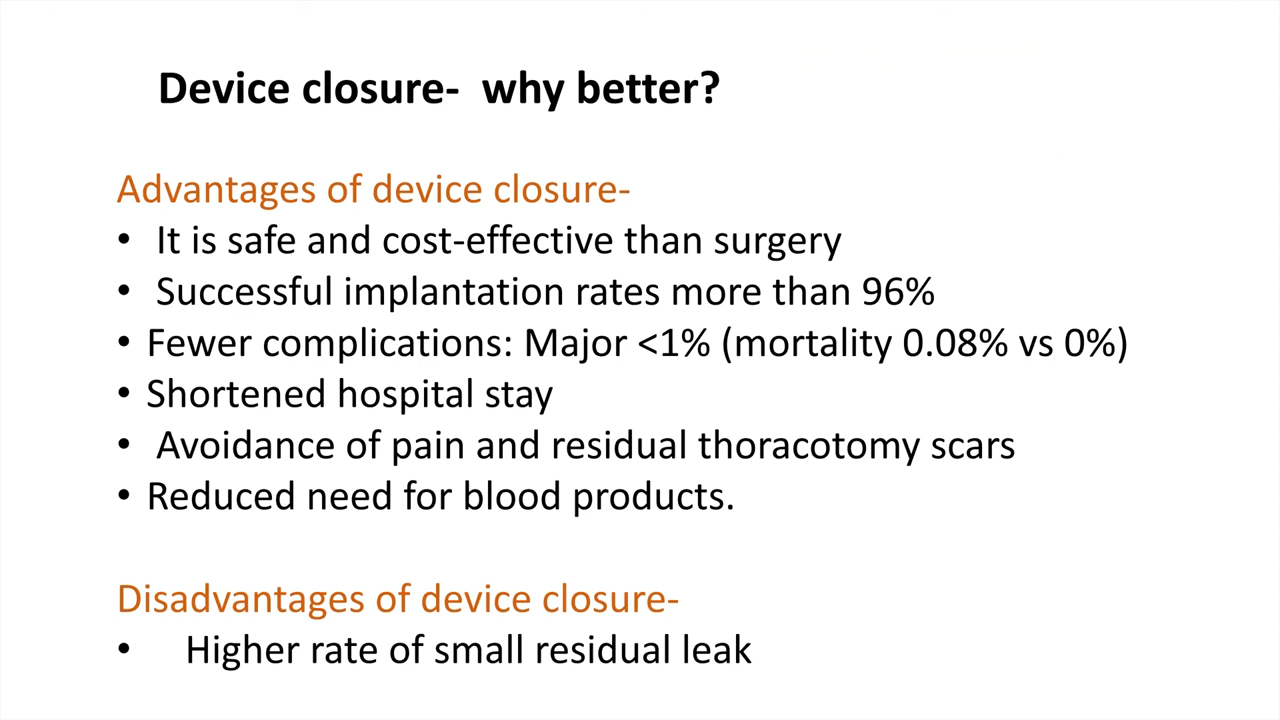 Device closure-  why better?
Advantages of device closure-
• It is safe and cost-effective than surgery
• Successful implantation rates more than 96%
• Fewer complications: Major <1% (mortality 0.08% vs 0%)
• Shortened hospital stay
• Avoidance of pain and residual thoracotomy scars
• Reduced need for blood products.
Disadvantages of device closure-
• Higher rate of small residual leak